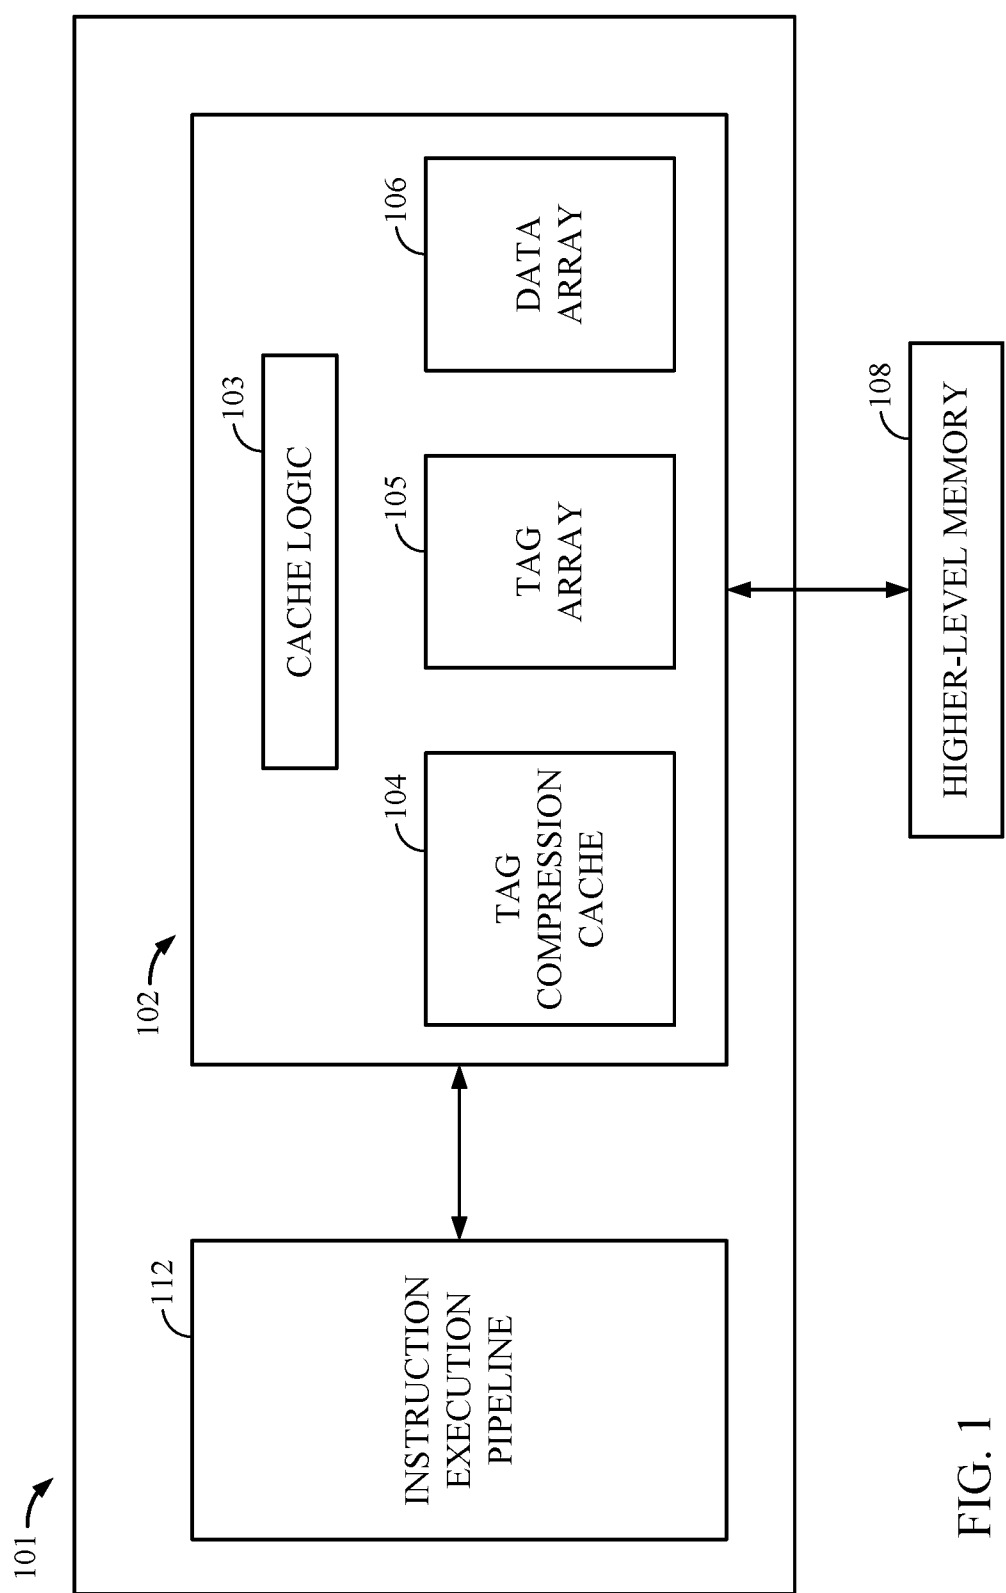 101
102
112
INSTRUCTION
EXECUTION
PIPELINE
103
CACHE LOGIC
104
TAG
COMPRESSION
CACHE
105
TAG
ARRAY
106
DATA
ARRAY
108
HIGHER-LEVEL MEMORY
FIG. 1